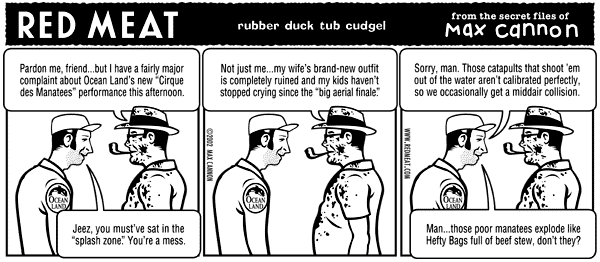 RED MEAT
rubber duck tub cudgel
from the secret files of
Max cannon
Pardon me, friend...but I have a fairly major
complaint about Ocean Land's new "Cirque
des Manatees" performance this afternoon.
OCEAN
LAND
Jeez, you must've sat in the
"splash zone." You're a mess.
©2002 MAX CANNON
Not just me...my wife's brand-new outfit
is completely ruined and my kids haven't
stopped crying since the "big aerial finale."
OCEAN
LAND
WWW.REDMEAT.COM
Sorry, man. Those catapults that shoot 'em
out of the water aren't calibrated perfectly,
so we occasionally get a middair collision.
OCEAN
LAND
Man...those poor manatees explode like
Hefty Bags full of beef stew, don't they?